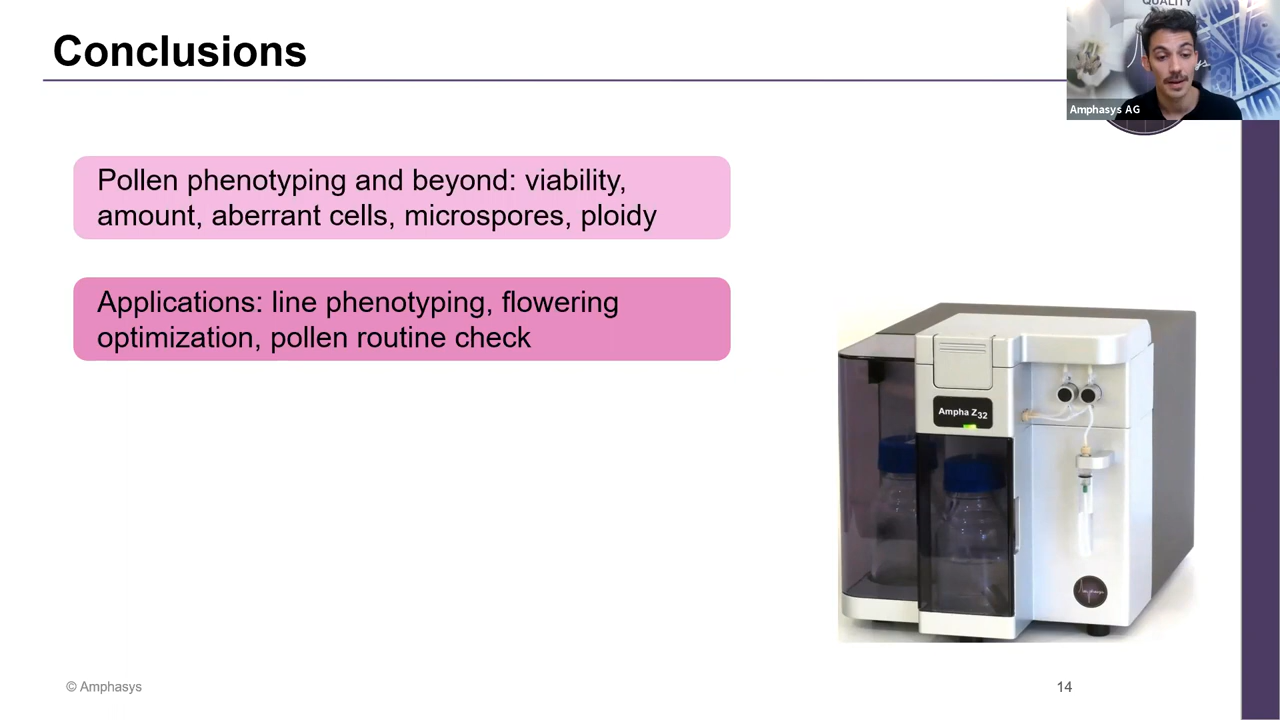 Conclusions
QUALITY
Amphasys AG
Pollen phenotyping and beyond: viability,
amount, aberrant cells, microspores, ploidy
Applications: line phenotyping, flowering
optimization, pollen routine check
Ampha Z32
© Amphasys
14